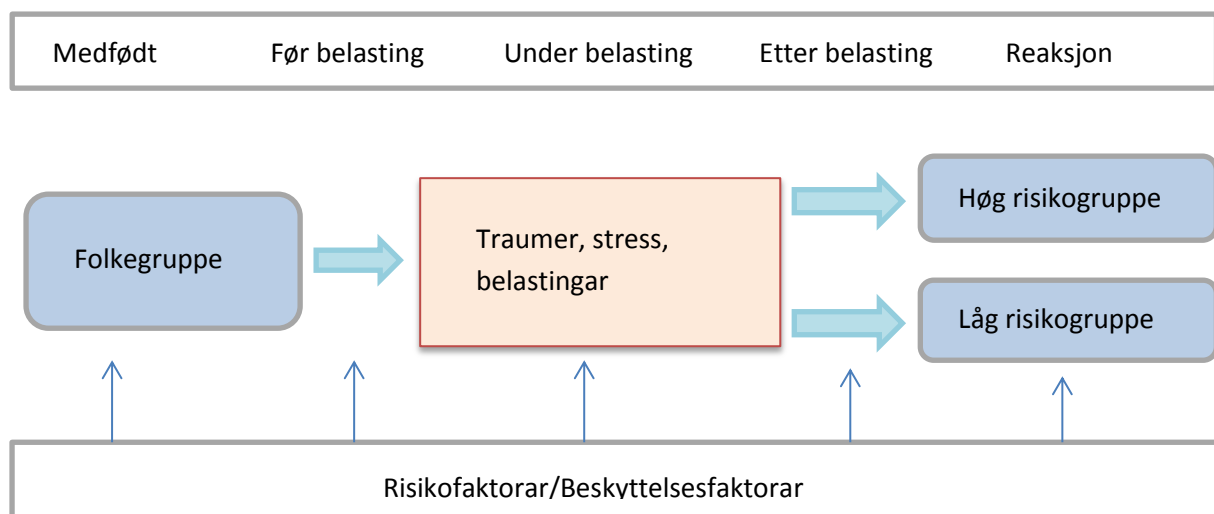 Medfødt Før belasting Under belasting Etter belasting Reaksjon
Folkegruppe
Traumer, stress,
belastingar
Høg risikogruppe
Låg risikogruppe
Risikofaktorar/Beskyttelsesfaktorar